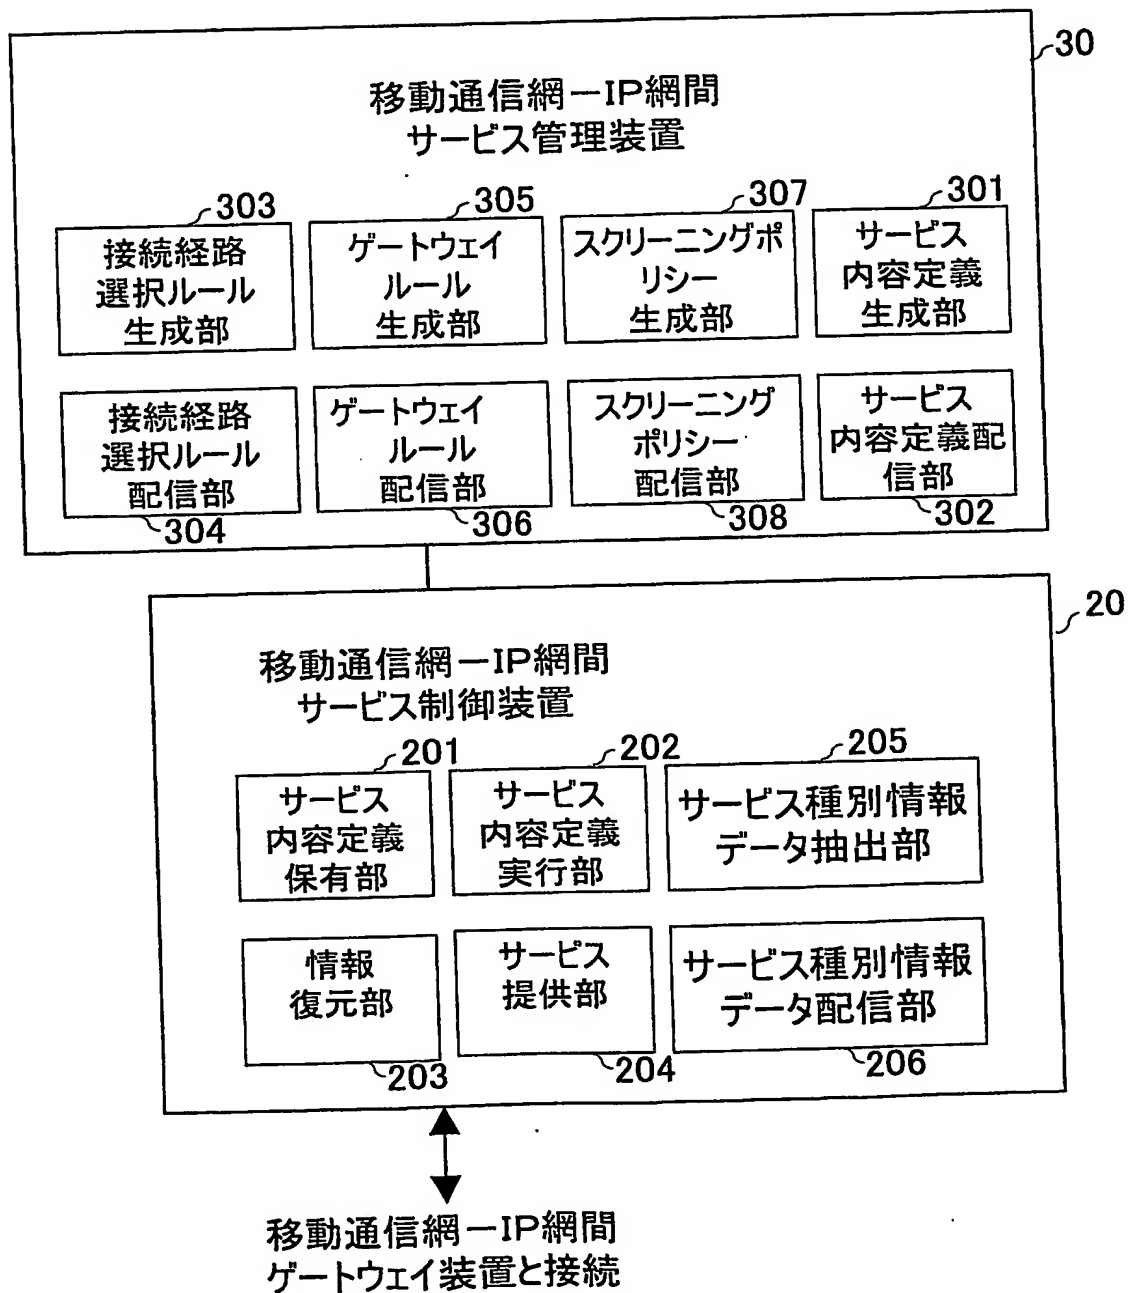 30
移動通信網－IP網間
サービス管理装置
303
接続経路
選択ルール
生成部
305
ゲートウェイ
ルール
生成部
307
スクリーニングポ
リシー
生成部
301
サービス
内容定義
生成部
接続経路
選択ルール
配信部
304
ゲートウェイ
ルール
配信部
306
スクリーニング
ポリシー
配信部
308
サービス
内容定義配
信部
302
20
移動通信網－IP網間
サービス制御装置
201
サービス
内容定義
保有部
202
サービス
内容定義
実行部
205
サービス種別情報
データ抽出部
情報
復元部
203
サービス
提供部
204
サービス種別情報
データ配信部
206
移動通信網－IP網間
ゲートウェイ装置と接続